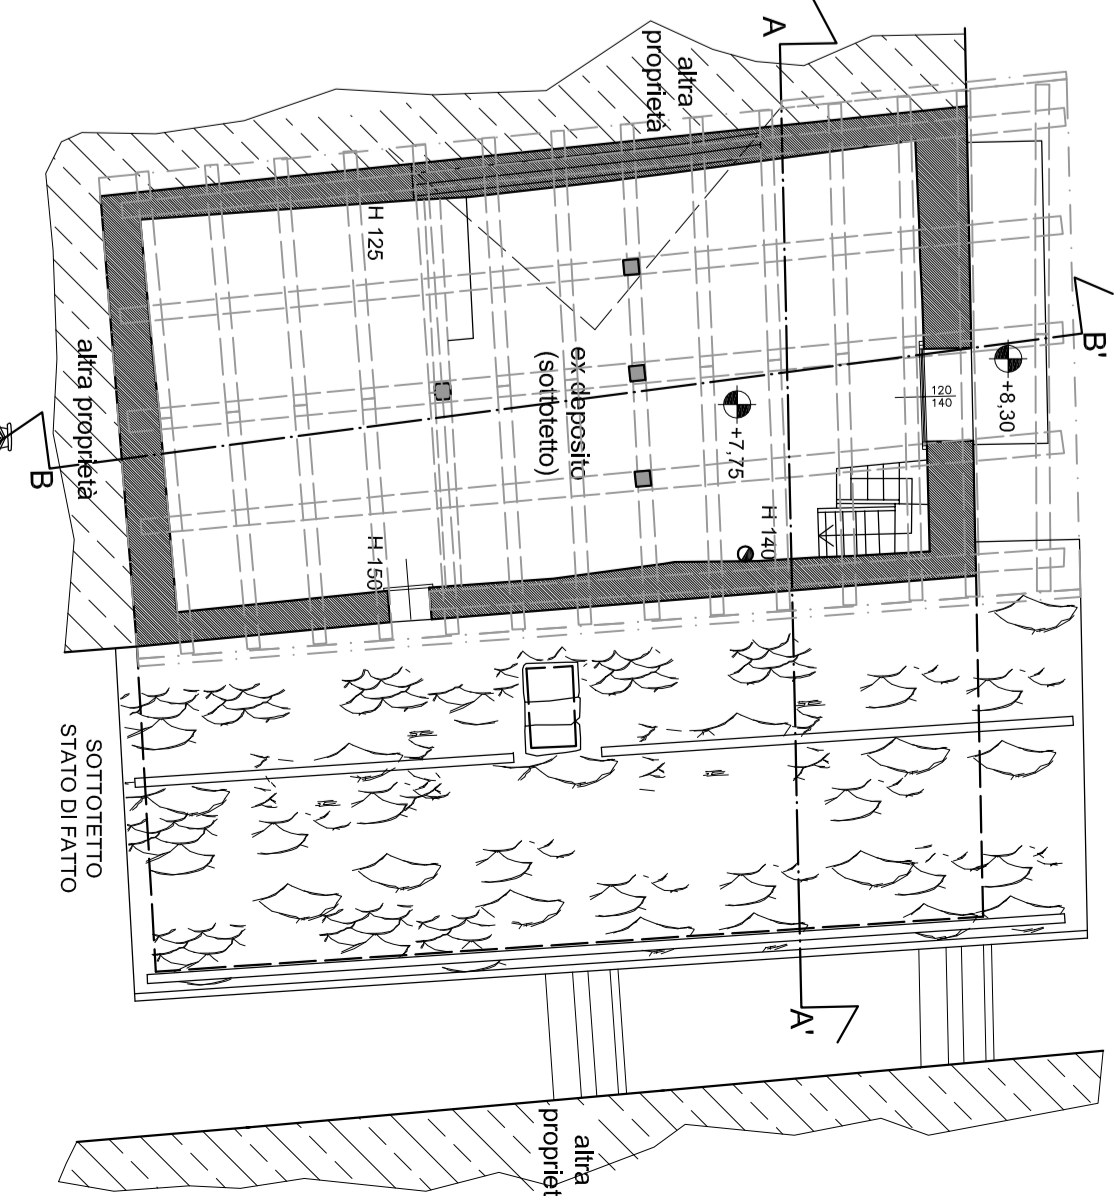 A
altra
proprietà
H 125
B'
+8,30
120
140
ex deposito
(sottotetto)
+7,75
altra proprietà
B
H 140
H 150
SOTTOTETTO
STATO DI FATTO
A'
altra
propriet